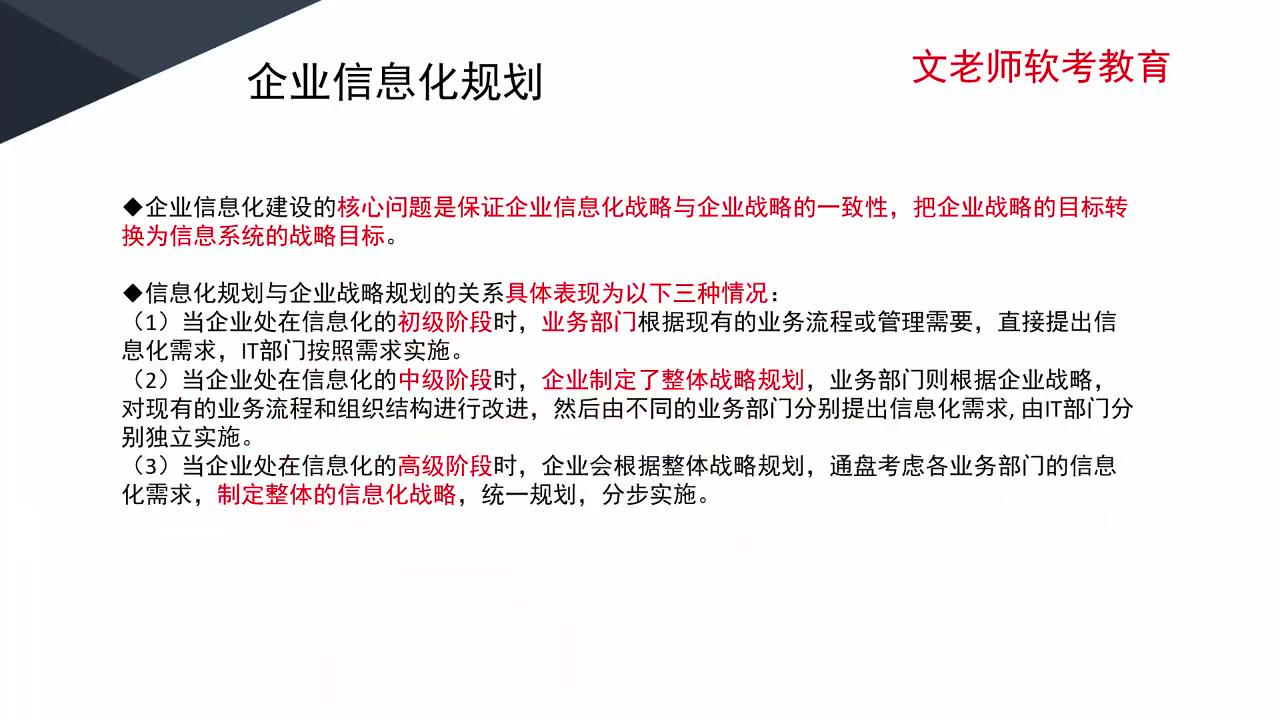 企业信息化规划
文老师软考教育
◆企业信息化建设的核心问题是保证企业信息化战略与企业战略的一致性，把企业战略的目标转
换为信息系统的战略目标。
◆信息化规划与企业战略规划的关系具体表现为以下三种情况：
（1）当企业处在信息化的初级阶段时，业务部门根据现有的业务流程或管理需要，直接提出信
息化需求，IT部门按照需求实施。
（2）当企业处在信息化的中级阶段时，企业制定了整体战略规划，业务部门则根据企业战略，
对现有的业务流程和组织结构进行改进，然后由不同的业务部门分别提出信息化需求, 由IT部门分
别独立实施。
（3）当企业处在信息化的高级阶段时，企业会根据整体战略规划，通盘考虑各业务部门的信息
化需求，制定整体的信息化战略，统一规划，分步实施。